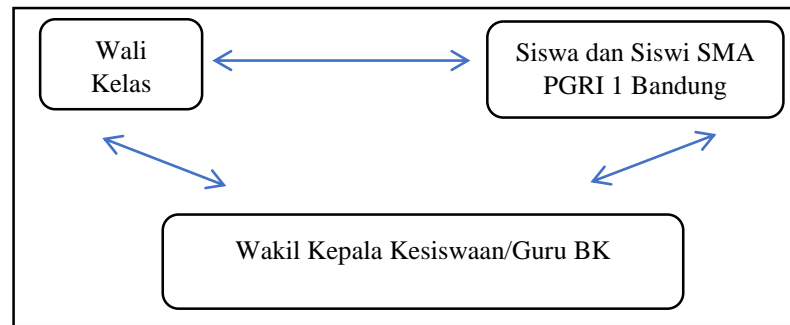 Wali
Kelas
Siswa dan Siswi SMA
PGRI 1 Bandung
Wakil Kepala Kesiswaan/Guru BK